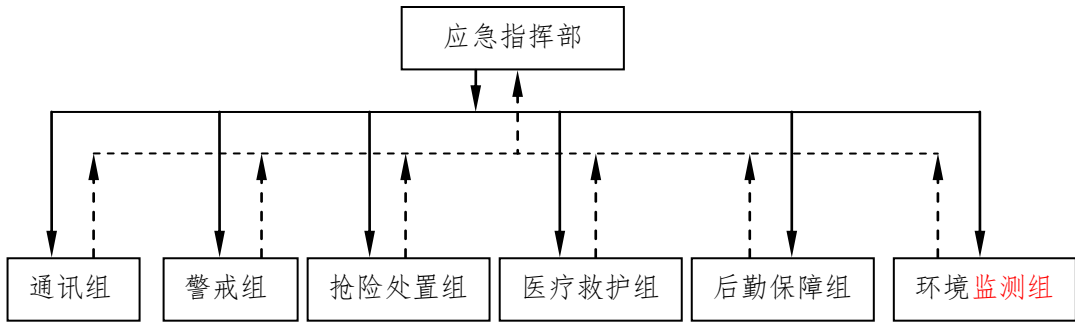 应急指挥部
通讯组
警戒组
抢险处置组
医疗救护组
后勤保障组
环境监测组